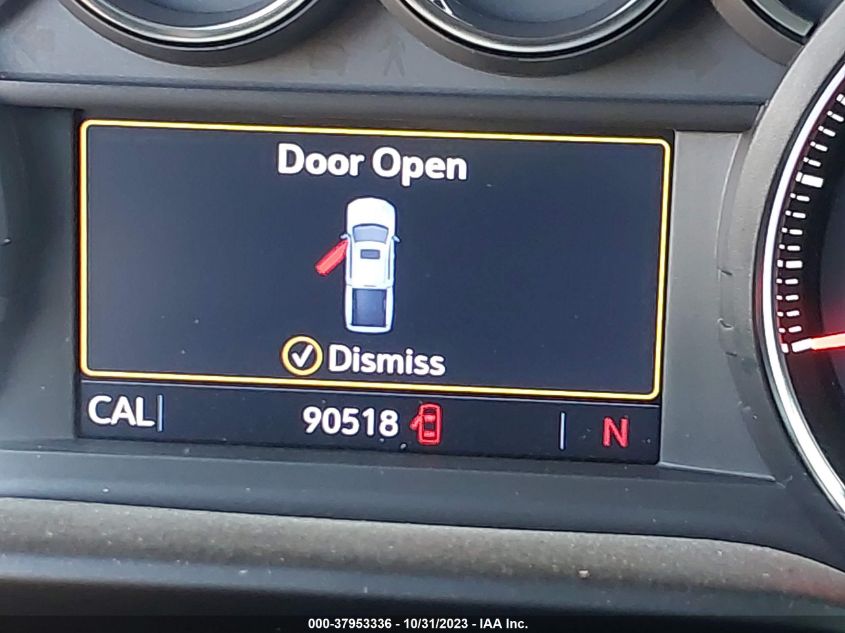 Door Open
Dismiss
CAL 90518 N
000-37953336 - 10/31/2023 - IAA Inc.